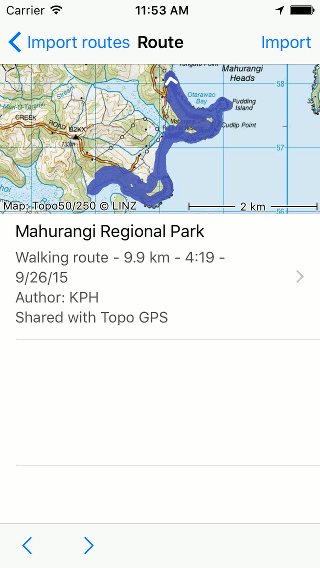 Carrier 11:53 AM
Import routes Route Import
Mahurangi
Heads
58
Otarawao
Bay
Pudding
Island
Cudlip Point
CREEK
ROAD
57
Map: Topo50/250 © LINZ
2 km
56
Mahurangi Regional Park
Walking route - 9.9 km - 4:19 -
9/26/15
Author: KPH
Shared with Topo GPS